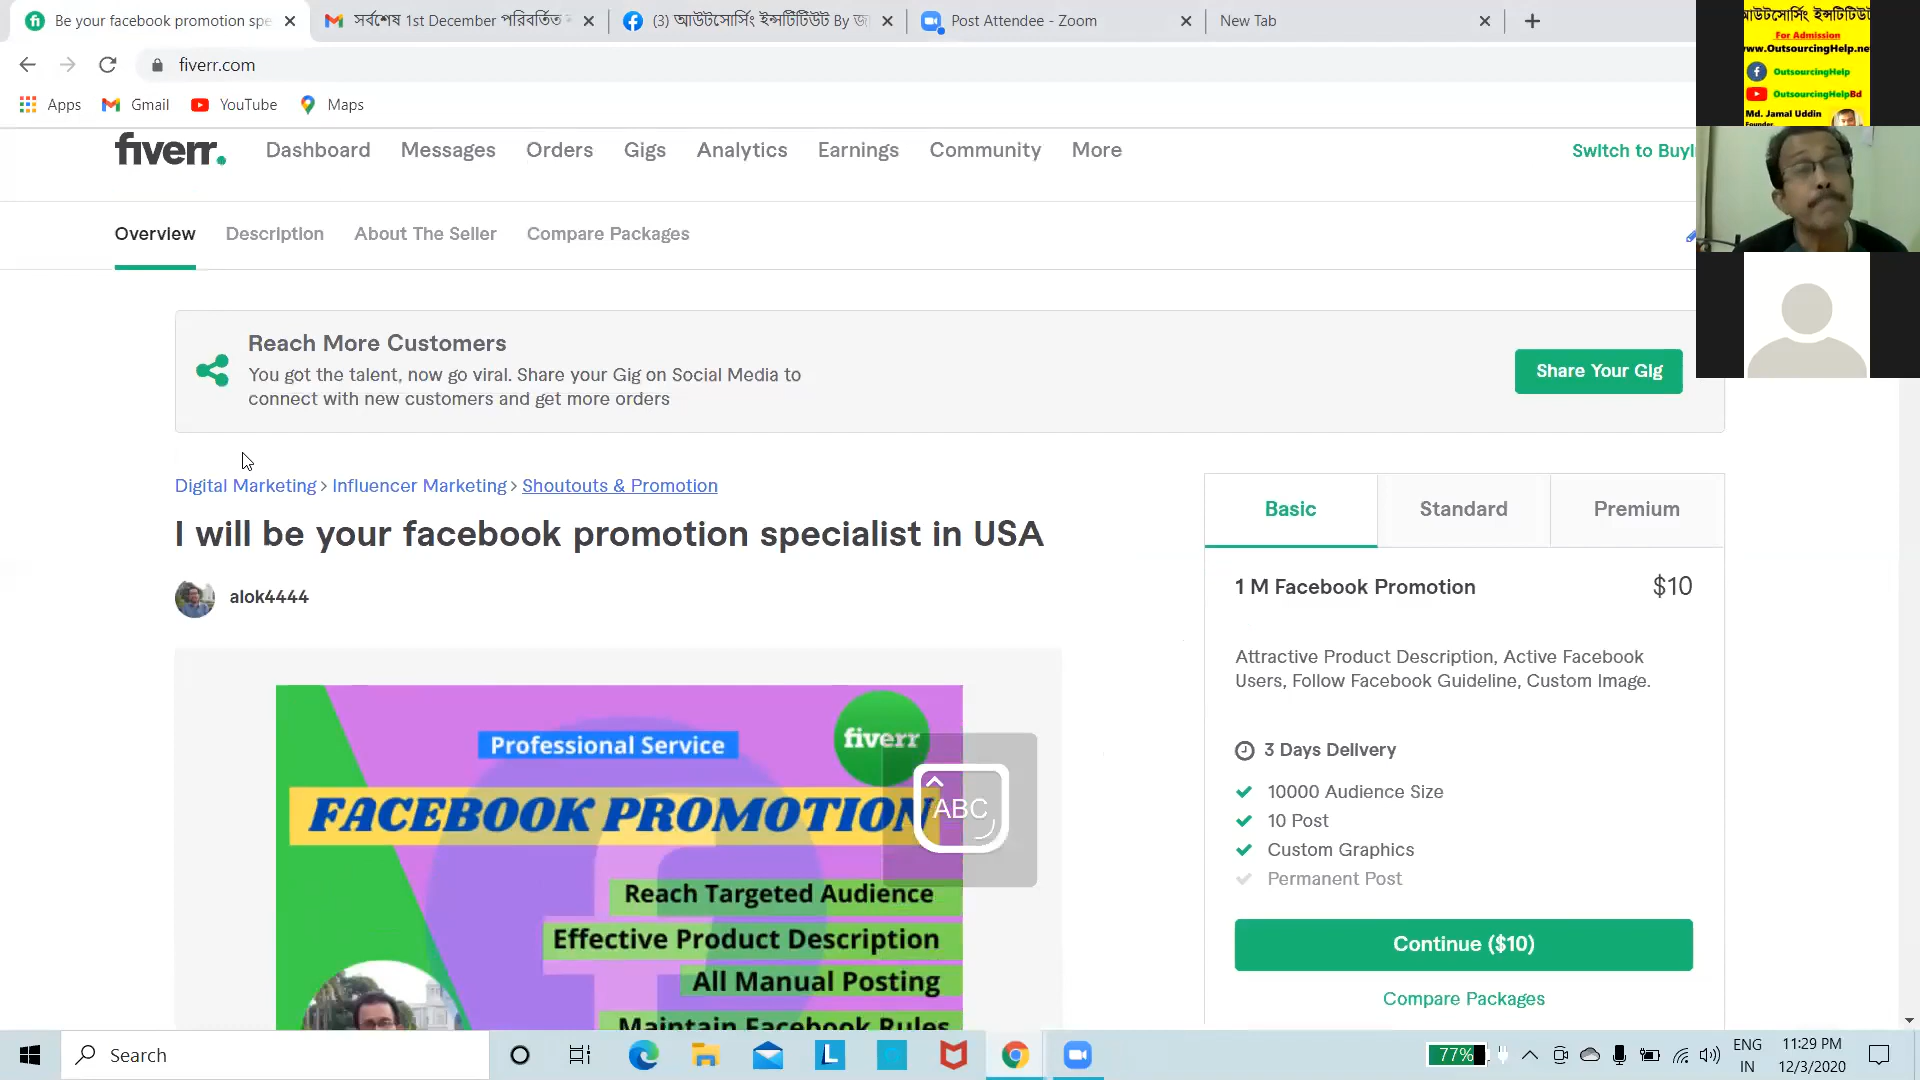 Be your facebook promotion spe
সর্বশেষ 1st December পরিবর্তিত
(3) আউটসোর্সিং ইন্সটিটিউট By জ
Post Attendee - Zoom
New Tab
fiverr.com
Apps
Gmail
YouTube
Maps
আউটসোর্সিং ইন্সটিটিউট
For Admission
www.OutsourcingHelp.ne
OutsourcingHelp
OutsourcingHelpBd
Md. Jamal Uddin
Founder
fiverr.
Dashboard
Messages
Orders
Gigs
Analytics
Earnings
Community
More
Switch to Buyi
Overview
Description
About The Seller
Compare Packages
Reach More Customers
You got the talent, now go viral. Share your Gig on Social Media to
connect with new customers and get more orders
Share Your Gig
Digital Marketing > Influencer Marketing > Shoutouts & Promotion
I will be your facebook promotion specialist in USA
alok4444
Basic
Standard
Premium
1 M Facebook Promotion
$10
Attractive Product Description, Active Facebook
Users, Follow Facebook Guideline, Custom Image.
3 Days Delivery
10000 Audience Size
10 Post
Custom Graphics
Permanent Post
Continue ($10)
Compare Packages
Professional Service
fiverr
FACEBOOK PROMOTION
ABC
Reach Targeted Audience
Effective Product Description
All Manual Posting
Maintain Facebook Rules
Search
77%
ENG
IN
11:29 PM
12/3/2020